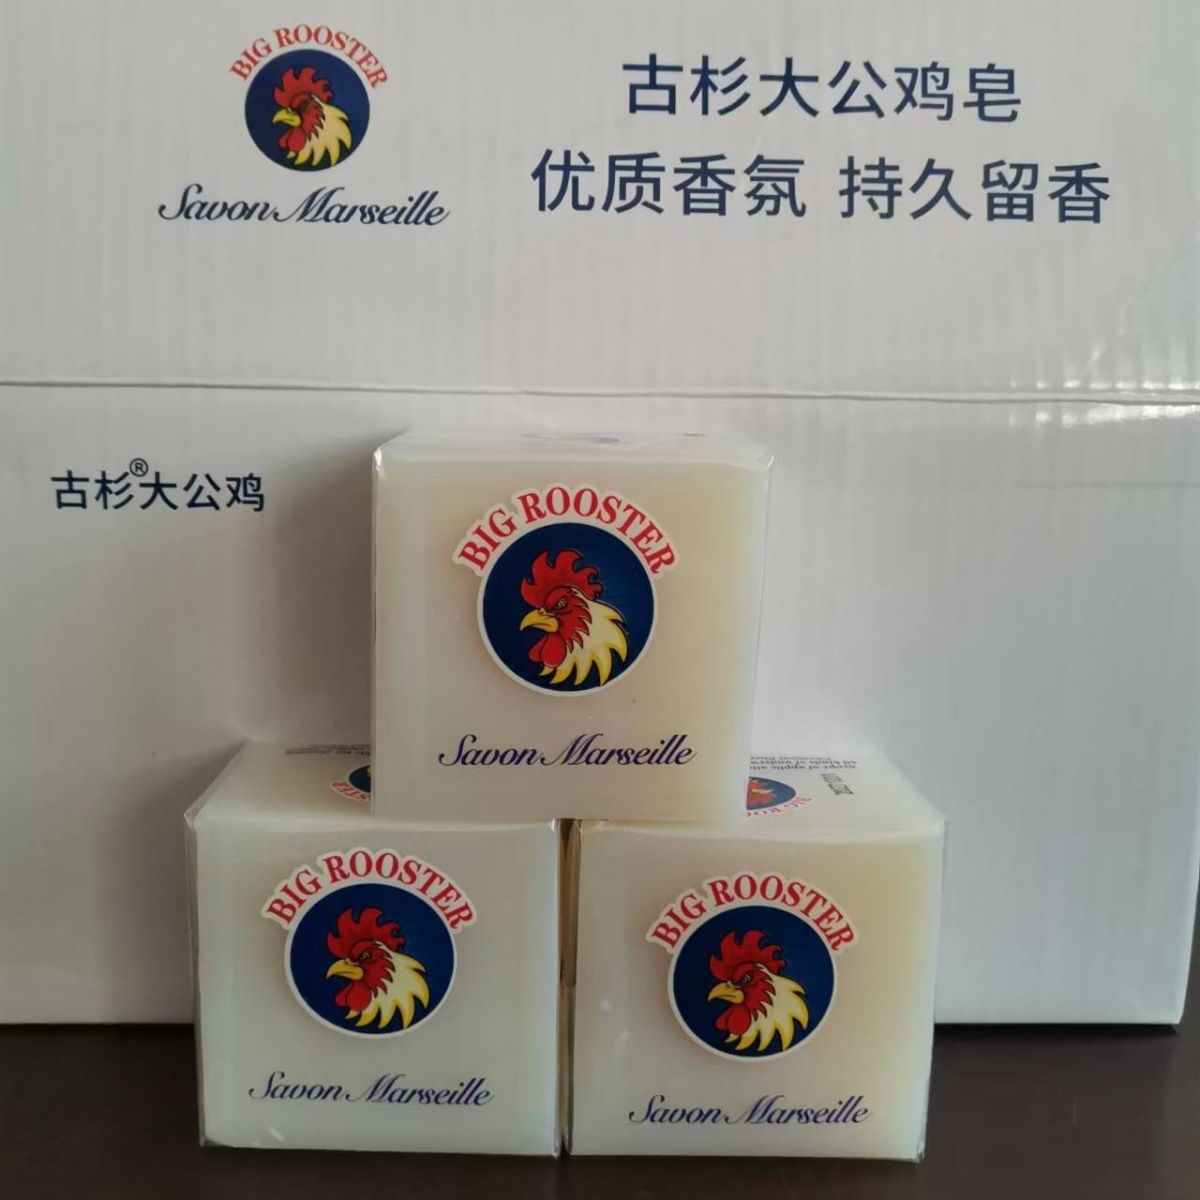 BIG ROOSTER
Savon Marseille
古杉大公鸡皂
优质香氛 持久留香
古杉®大公鸡
BIG ROOSTER
Savon Marseille
BIG ROOSTER
Savon Marseille
BIG ROOSTER
Savon Marseille